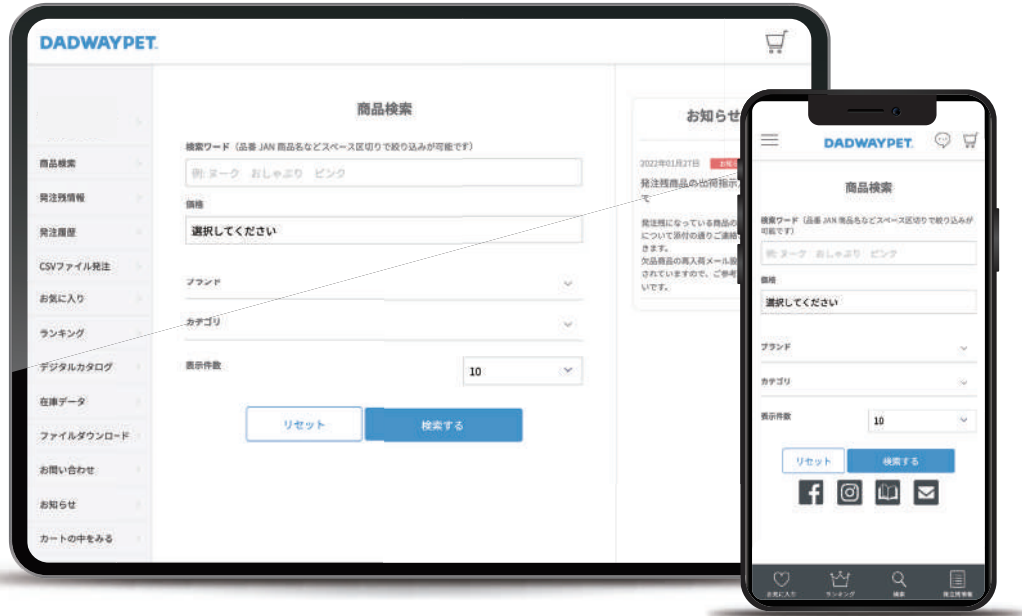 DADWAYPET.
商品検索
発注残情報
発注履歴
CSVファイル発注
お気に入り
ランキング
デジタルカタログ
在庫データ
ファイルダウンロード
お問い合わせ
お知らせ
カートの中をみる
商品検索
検索ワード（品番 JAN 商品名などスペース区切りで絞り込みが可能です）
例: ヌーク おしゃぶり ピンク
価格
選択してください
ブランド
カテゴリ
表示件数
10
リセット
検索する
お知らせ
2022年01月27日
発注残商品の出荷指示
て
発注残になっている商品の
について添付の通りご連絡
きます。
欠品商品の再入荷メール
されていますので、ご参考
いです。
DADWAYPET.
商品検索
検索ワード（品番 JAN 商品名などスペース区切りで絞り込みが
可能です）
例: ヌーク おしゃぶり ピンク
価格
選択してください
ブランド
カテゴリ
表示件数
10
リセット
検索する
お気に入り
ランキング
検索
発注残情報